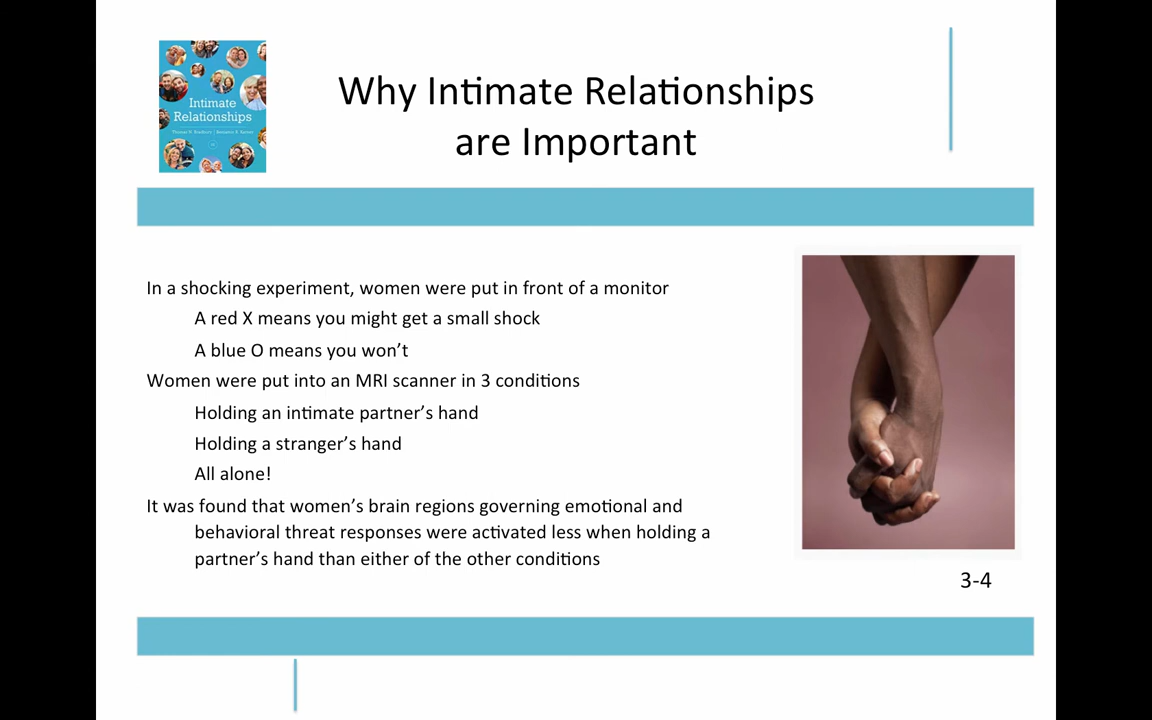 Intimate
Relationships
Thomas N. Bradbury | Benjamin R. Karney
Why Intimate Relationships
are Important
In a shocking experiment, women were put in front of a monitor
A red X means you might get a small shock
A blue O means you won’t
Women were put into an MRI scanner in 3 conditions
Holding an intimate partner’s hand
Holding a stranger’s hand
All alone!
It was found that women’s brain regions governing emotional and
behavioral threat responses were activated less when holding a
partner’s hand than either of the other conditions
3-4